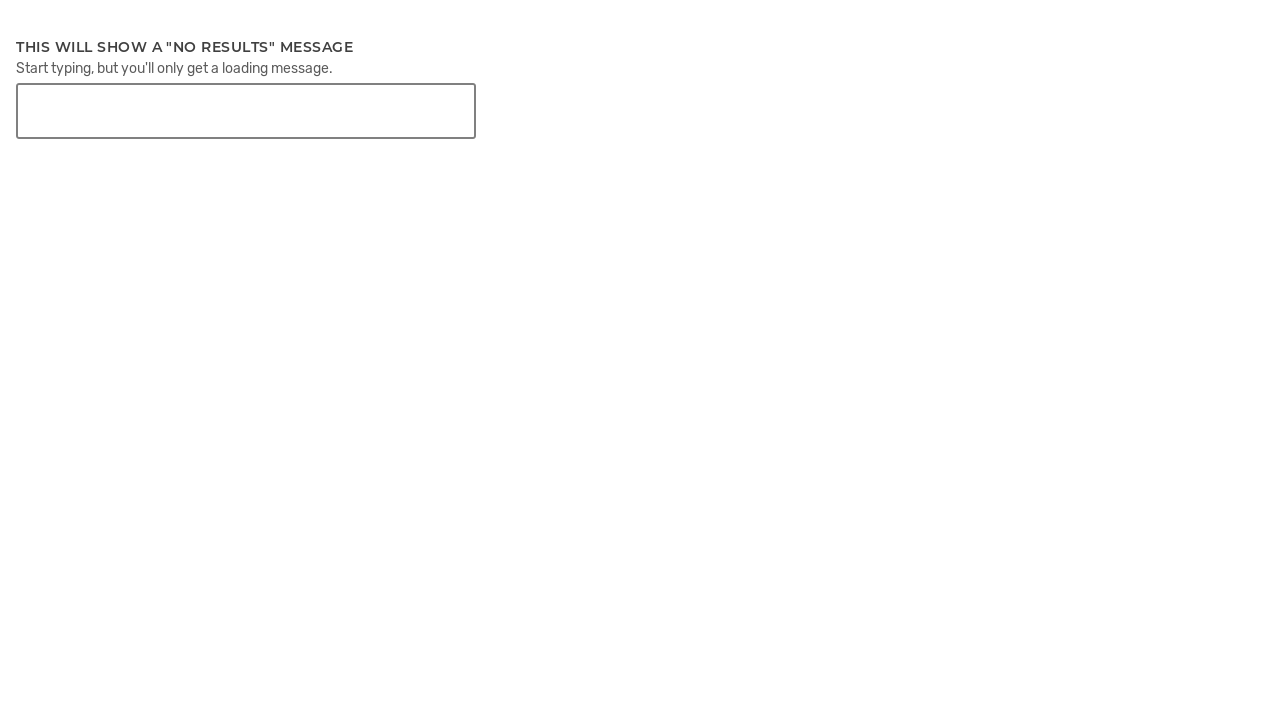 THIS WILL SHOW A "NO RESULTS" MESSAGE
Start typing, but you'll only get a loading message.